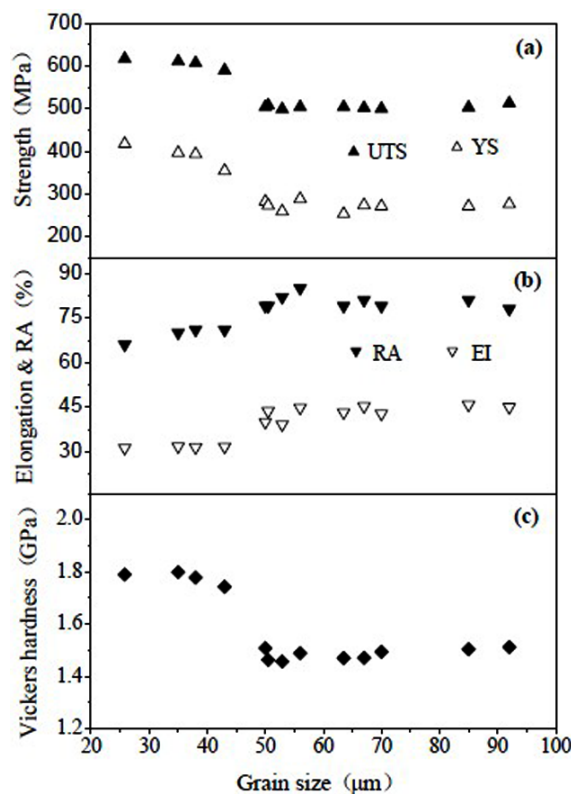 700
(a)
600
500
400
300
200
Strength (MPa)
UTS
YS
90
(b)
75
60
45
30
Elongation & RA (%)
RA
EI
2.0
(c)
1.8
1.6
1.4
1.2
Vickers hardness (GPa)
20 30 40 50 60 70 80 90 100
Grain size (μm)